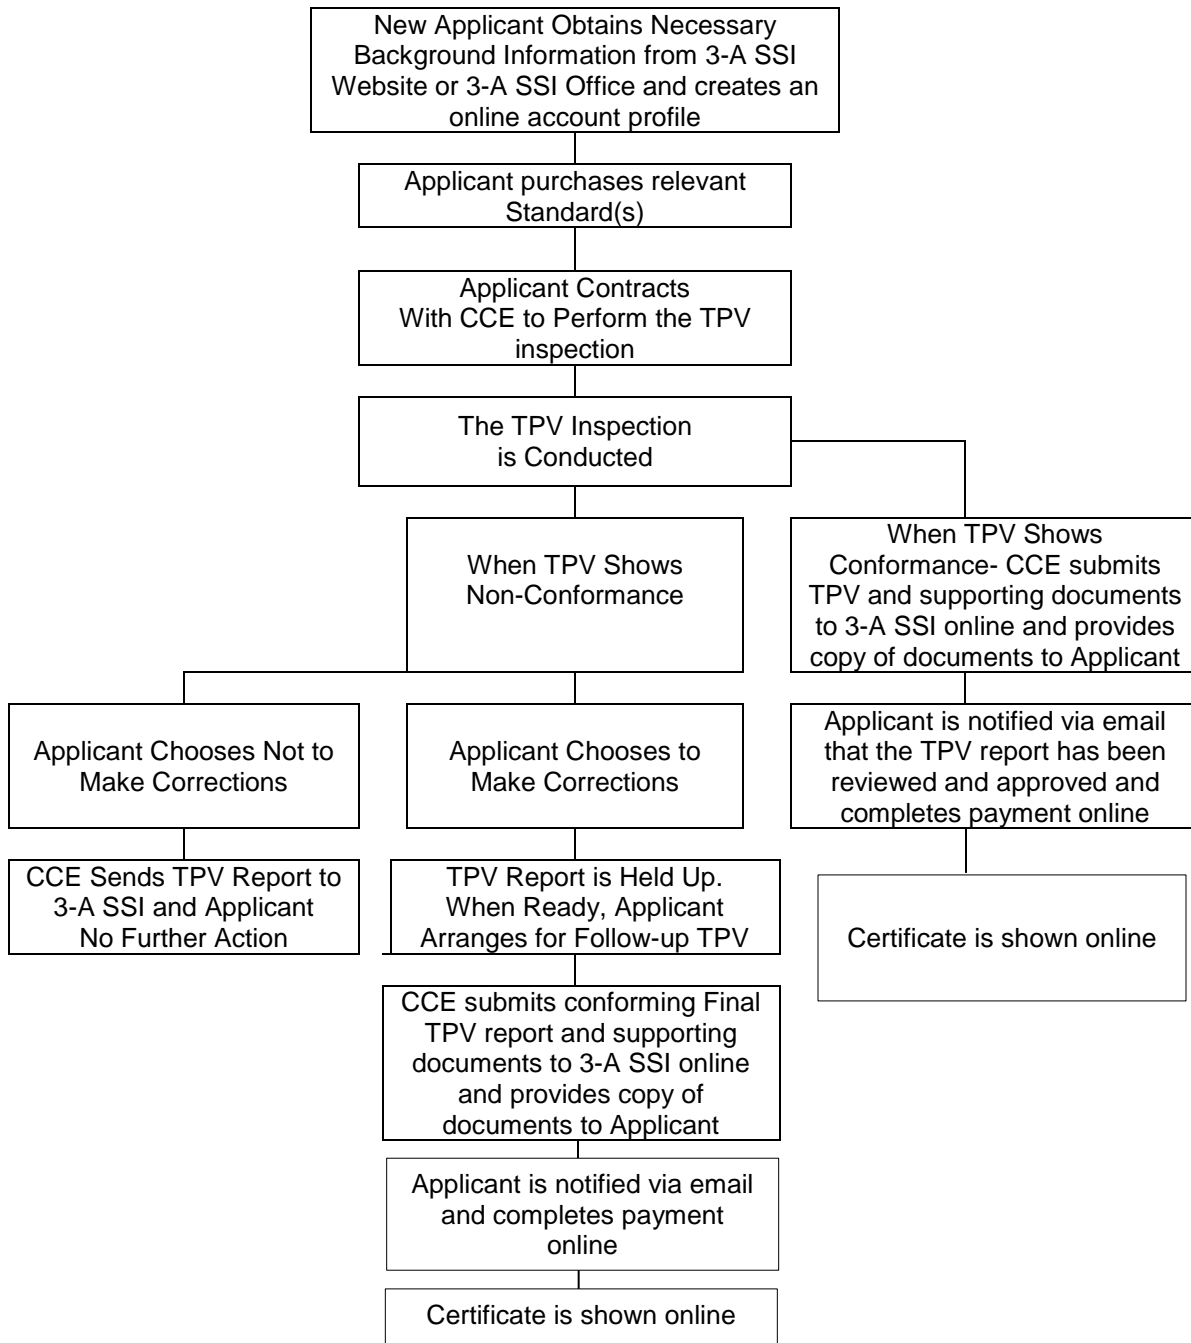 New Applicant Obtains Necessary
Background Information from 3-A SSI
Website or 3-A SSI Office and creates an
online account profile
Applicant purchases relevant
Standard(s)
Applicant Contracts
With CCE to Perform the TPV
inspection
The TPV Inspection
is Conducted
When TPV Shows
Non-Conformance
When TPV Shows
Conformance- CCE submits
TPV and supporting documents
to 3-A SSI online and provides
copy of documents to Applicant
Applicant Chooses Not to
Make Corrections
Applicant Chooses to
Make Corrections
Applicant is notified via email
that the TPV report has been
reviewed and approved and
completes payment online
CCE Sends TPV Report to
3-A SSI and Applicant
No Further Action
TPV Report is Held Up.
When Ready, Applicant
Arranges for Follow-up TPV
Certificate is shown online
CCE submits conforming Final
TPV report and supporting
documents to 3-A SSI online
and provides copy of
documents to Applicant
Applicant is notified via email
and completes payment
online
Certificate is shown online